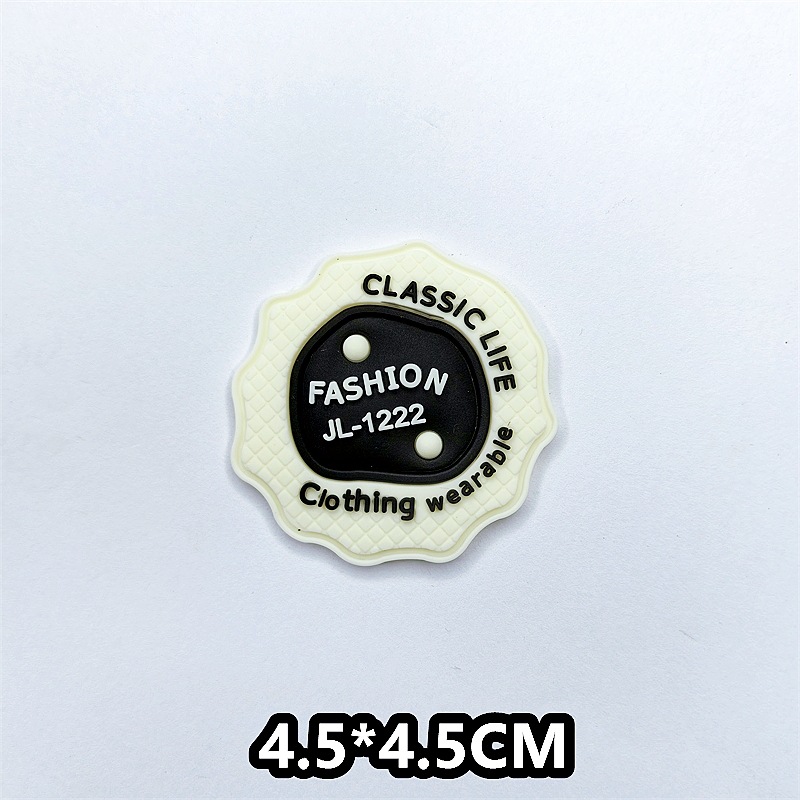 CLASSIC LIFE
FASHION
JL-1222
Clothing wearable
4.5*4.5CM